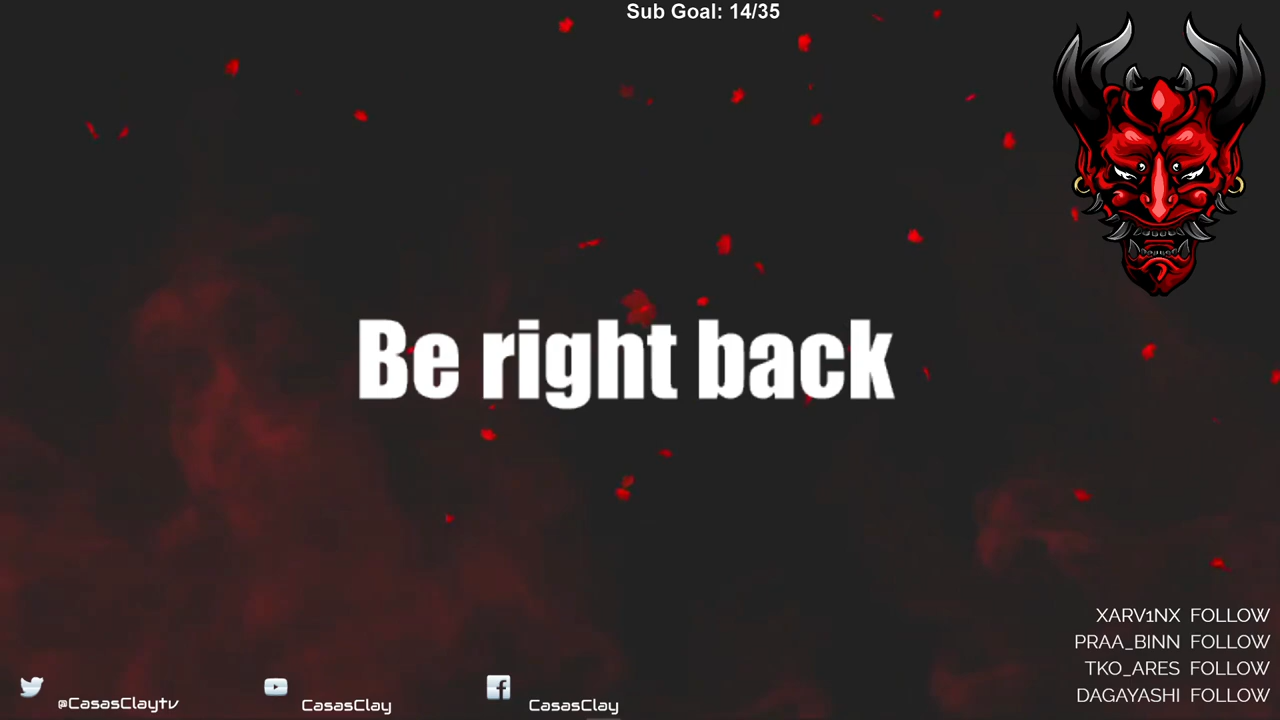 Sub Goal: 14/35
Be right back
XARV1NX FOLLOW
PRAA_BINN FOLLOW
TKO_ARES FOLLOW
DAGAYASHI FOLLOW
@CasasClaytv
CasasClay
CasasClay